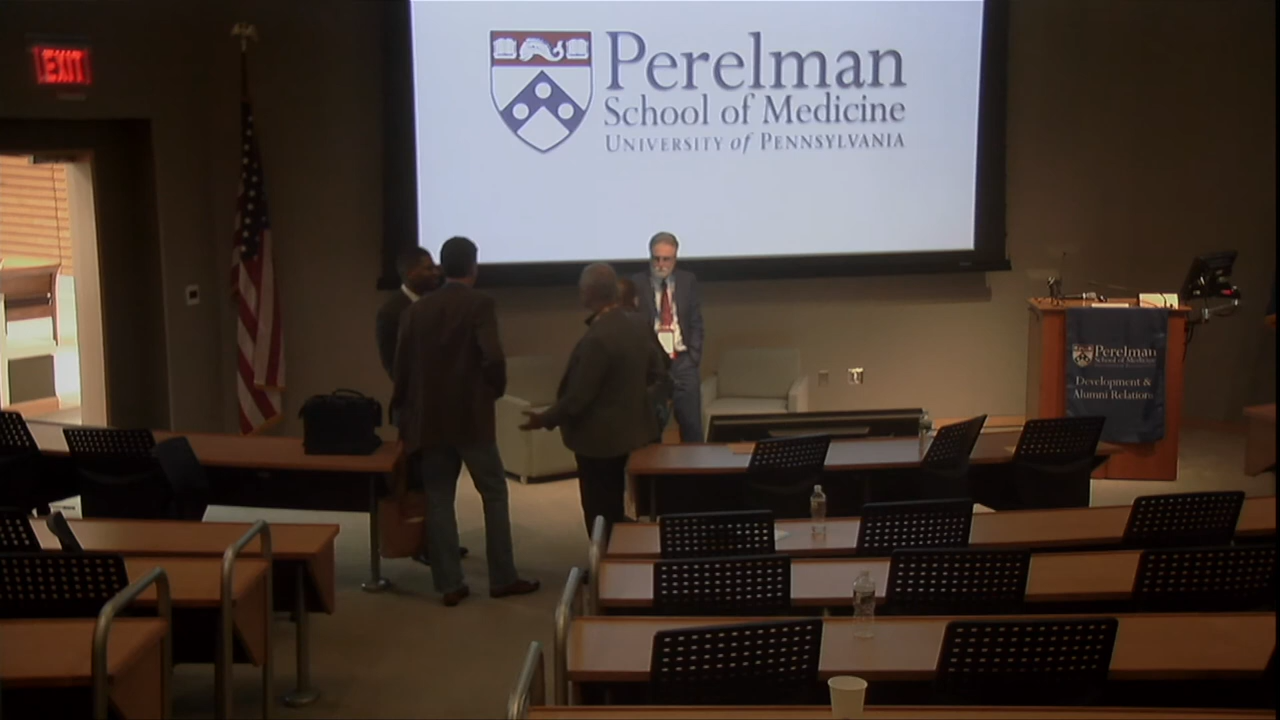 EXIT
Perelman
School of Medicine
UNIVERSITY of PENNSYLVANIA
Perelman
School of Medicine
Development &
Alumni Relations